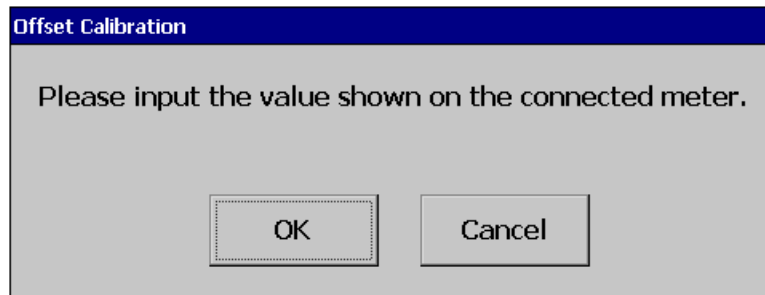 Offset Calibration
Please input the value shown on the connected meter.
OK
Cancel